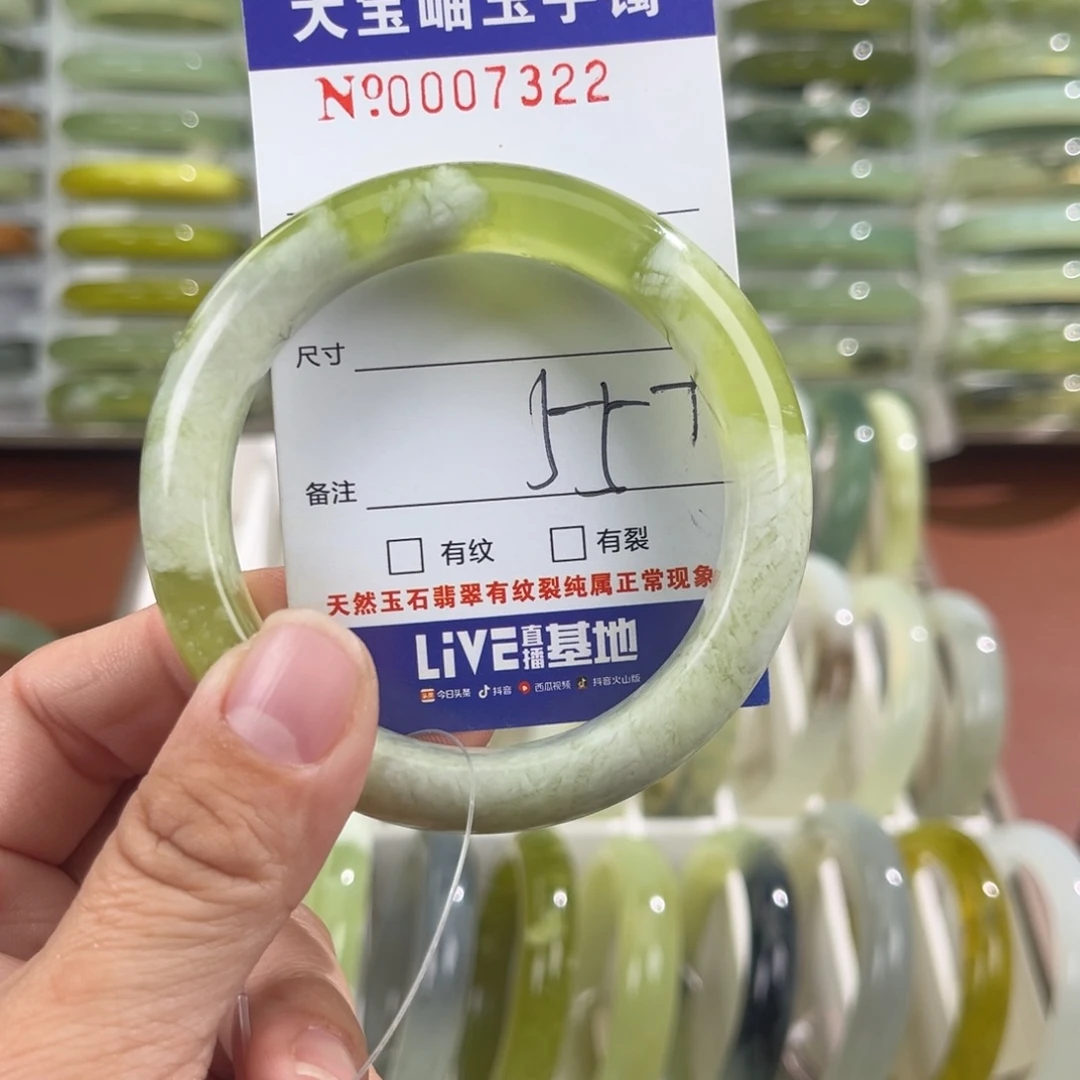 天宝岫玉手镯
Nº0007322
尺寸
备注
有纹 有裂
天然玉石翡翠有纹裂纯属正常现象
LiVE直播基地
今日头条 抖音 西瓜视频 抖音火山版